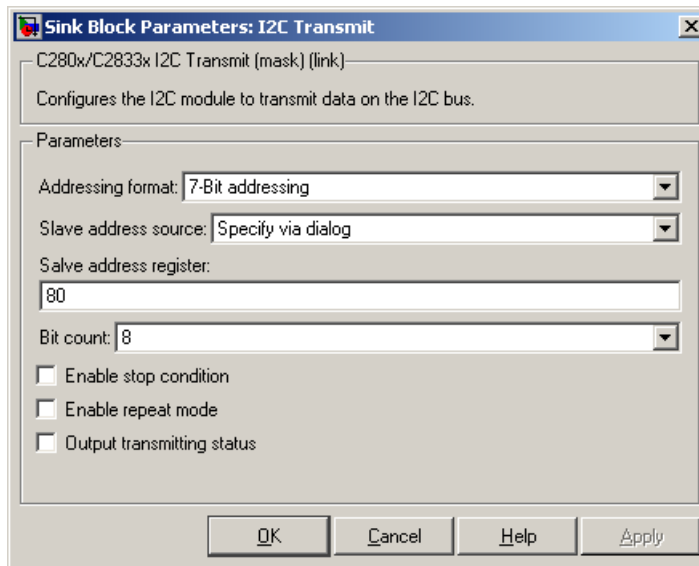 Sink Block Parameters: I2C Transmit
C280x/C2833x I2C Transmit (mask) (link)
Configures the I2C module to transmit data on the I2C bus.
Parameters
Addressing format: 7-Bit addressing
Slave address source: Specify via dialog
Salve address register:
80
Bit count: 8
Enable stop condition
Enable repeat mode
Output transmitting status
OK Cancel Help Apply